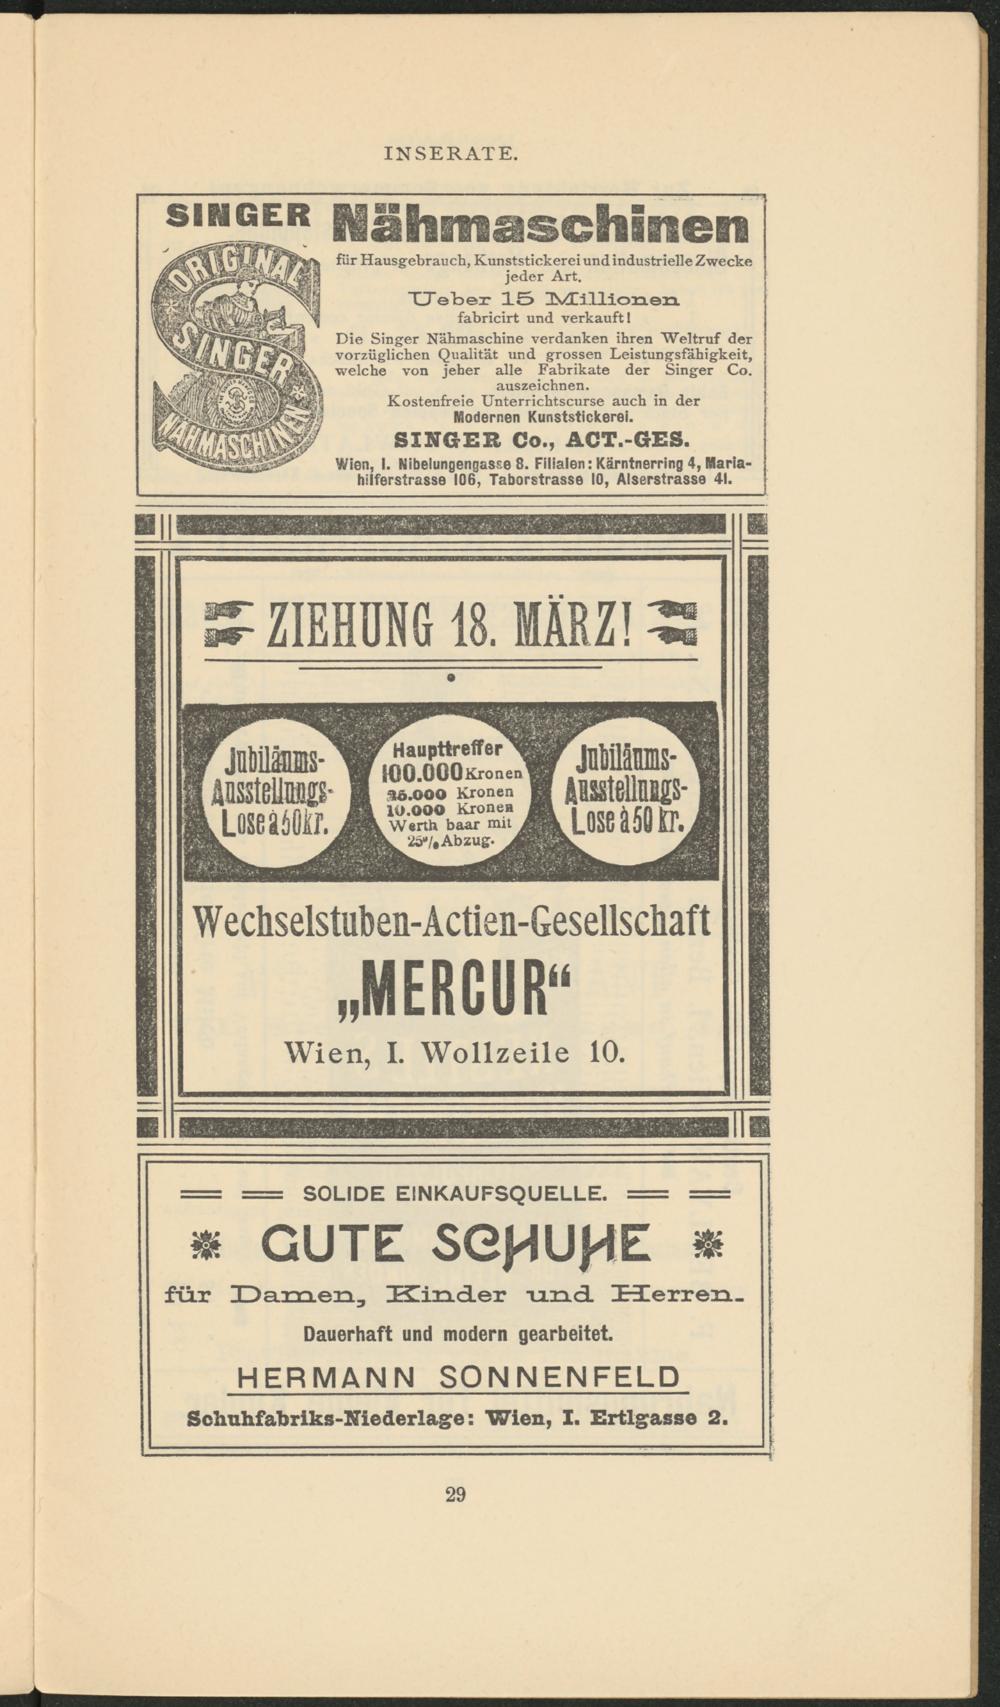 INSERATE.
SINGER Nähmaschinen
ORIGINAL
SINGER
NÄHMASCHINEN
für Hausgebrauch, Kunststickerei und industrielle Zwecke
jeder Art.
Ueber 15 Millionen
fabricirt und verkauft!
Die Singer Nähmaschine verdanken ihren Weltruf der
vorzüglichen Qualität und grossen Leistungsfähigkeit,
welche von jeher alle Fabrikate der Singer Co.
auszeichnen.
Kostenfreie Unterrichtscurse auch in der
Modernen Kunststickerei.
SINGER Co., ACT.-GES.
Wien, I. Nibelungengasse 8. Filialen: Kärntnerring 4, Maria-
hilferstrasse 106, Taborstrasse 10, Alserstrasse 41.
ZIEHUNG 18. MÄRZ!
Jubiläums-
Ausstellungs-
Lose à 50 kr.
Haupttreffer
100.000 Kronen
25.000 Kronen
10.000 Kronen
Werth baar mit
25% Abzug.
Jubiläums-
Ausstellungs-
Lose à 50 kr.
Wechselstuben-Actien-Gesellschaft
„MERCUR“
Wien, I. Wollzeile 10.
SOLIDE EINKAUFSQUELLE.
GUTE SCHUHE
für Damen, Kinder und Herren.
Dauerhaft und modern gearbeitet.
HERMANN SONNENFELD
Schuhfabriks-Niederlage: Wien, I. Ertlgasse 2.
29